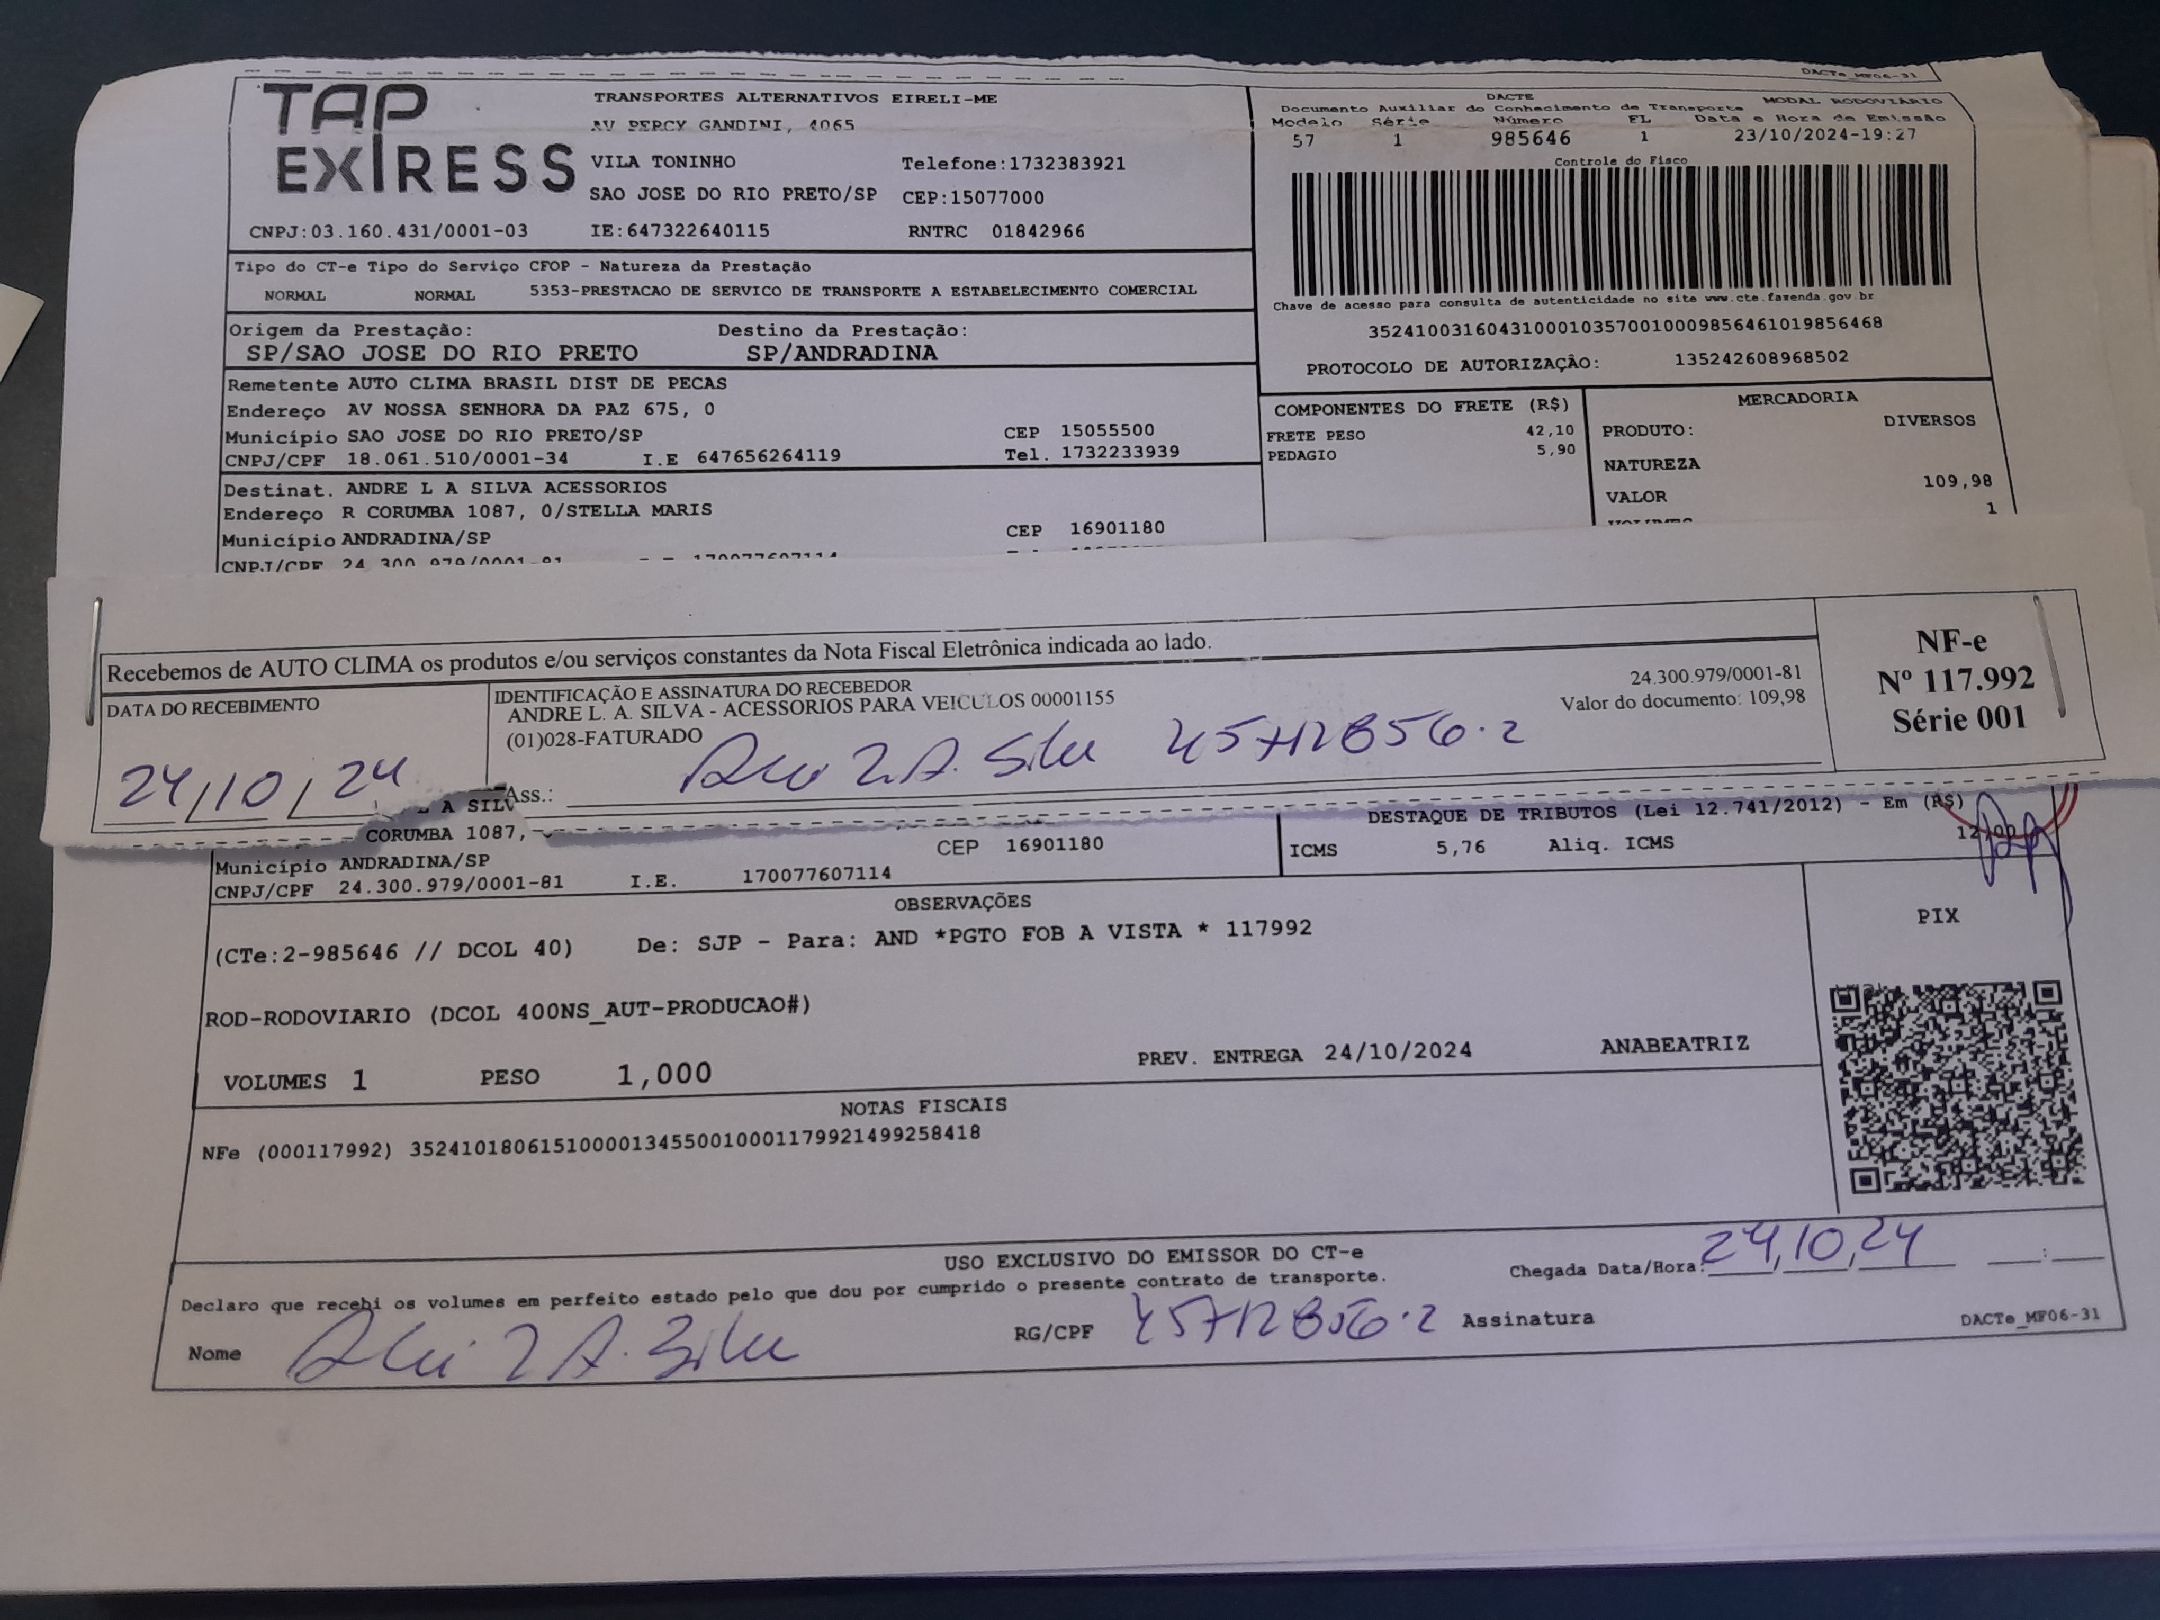 DACTe_MF06-31
TAP EXPRESS
TRANSPORTES ALTERNATIVOS EIRELI-ME
AV PERCY GANDINI, 4065
VILA TONINHO Telefone:1732383921
SAO JOSE DO RIO PRETO/SP CEP:15077000
CNPJ:03.160.431/0001-03 IE:647322640115 RNTRC 01842966
DACTE
Documento Auxiliar do Conhecimento de Transporte MODAL RODOVIÁRIO
Modelo Série Número FL Data e Hora de Emissão
57 1 985646 1 23/10/2024-19:27
Controle do Fisco
Chave de acesso para consulta de autenticidade no site www.cte.fazenda.gov.br
35241003160431000103570010009856461019856468
PROTOCOLO DE AUTORIZAÇÃO: 135242608968502
Tipo do CT-e Tipo do Serviço CFOP - Natureza da Prestação
NORMAL NORMAL 5353-PRESTACAO DE SERVICO DE TRANSPORTE A ESTABELECIMENTO COMERCIAL
Origem da Prestação: Destino da Prestação:
SP/SAO JOSE DO RIO PRETO SP/ANDRADINA
Remetente AUTO CLIMA BRASIL DIST DE PECAS
Endereço AV NOSSA SENHORA DA PAZ 675, 0
Município SAO JOSE DO RIO PRETO/SP CEP 15055500
CNPJ/CPF 18.061.510/0001-34 I.E 647656264119 Tel. 1732233939
COMPONENTES DO FRETE (R$)
FRETE PESO 42,10
PEDAGIO 5,90
MERCADORIA
PRODUTO: DIVERSOS
NATUREZA
VALOR 109,98
VOLUMES 1
Destinat. ANDRE L A SILVA ACESSORIOS
Endereço R CORUMBA 1087, 0/STELLA MARIS
Município ANDRADINA/SP CEP 16901180
CNPJ/CPF 24.300.979/0001-81 170077607114
Recebemos de AUTO CLIMA os produtos e/ou serviços constantes da Nota Fiscal Eletrônica indicada ao lado.
DATA DO RECEBIMENTO
24/10/24
IDENTIFICAÇÃO E ASSINATURA DO RECEBEDOR 24.300.979/0001-81
ANDRE L. A. SILVA - ACESSORIOS PARA VEICULOS 00001155 Valor do documento: 109,98
(01)028-FATURADO
Ass.: A. Silva 45712856-2
NF-e
Nº 117.992
Série 001
A SILV
CORUMBA 1087,
Município ANDRADINA/SP CEP 16901180
CNPJ/CPF 24.300.979/0001-81 I.E. 170077607114
DESTAQUE DE TRIBUTOS (Lei 12.741/2012) - Em (R$)
ICMS 5,76 Aliq. ICMS 12,00
OBSERVAÇÕES
(CTe:2-985646 // DCOL 40) De: SJP - Para: AND *PGTO FOB A VISTA * 117992
ROD-RODOVIARIO (DCOL 400NS_AUT-PRODUCAO#)
VOLUMES 1 PESO 1,000 PREV. ENTREGA 24/10/2024 ANABEATRIZ
PIX
NOTAS FISCAIS
NFe (000117992) 35241018061510000134550010001179921499258418
USO EXCLUSIVO DO EMISSOR DO CT-e
Declaro que recebi os volumes em perfeito estado pelo que dou por cumprido o presente contrato de transporte. Chegada Data/Hora: 24,10,24 :
Nome A. Silva RG/CPF 45712856-2 Assinatura
DACTe_MF06-31